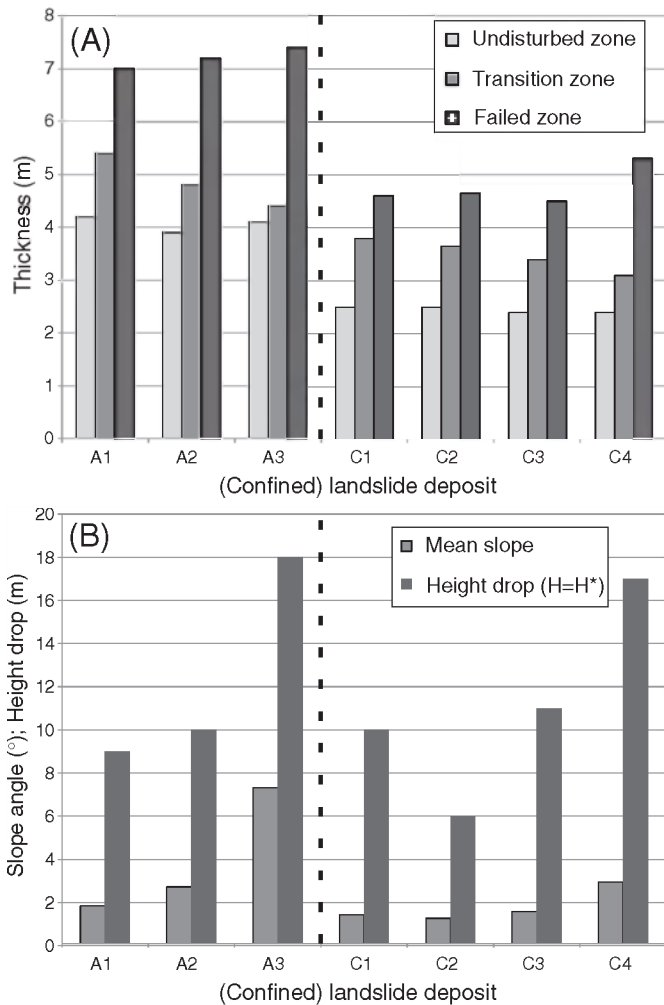 (A)
Undisturbed zone
Transition zone
Failed zone
Thickness (m)
8
7
6
5
4
3
2
1
0
A1 A2 A3 C1 C2 C3 C4
(Confined) landslide deposit
(B)
Mean slope
Height drop (H=H*)
Slope angle (°); Height drop (m)
20
18
16
14
12
10
8
6
4
2
0
A1 A2 A3 C1 C2 C3 C4
(Confined) landslide deposit